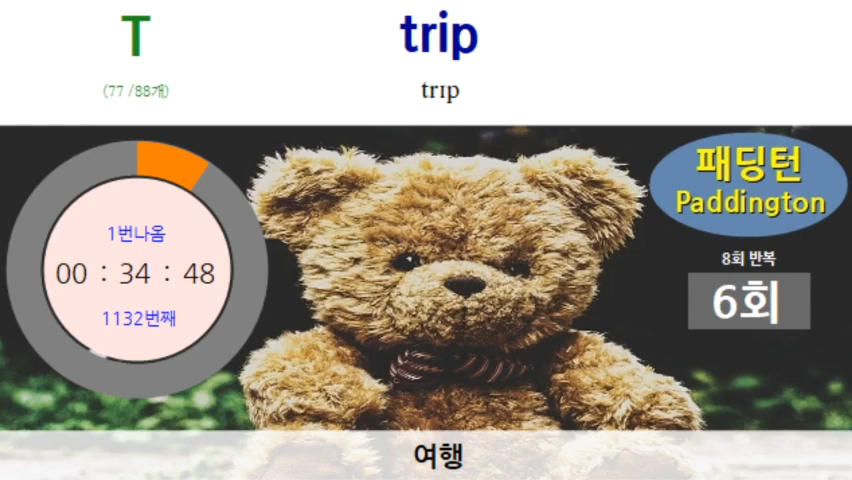 T
trip
(77 /88개)
trɪp
패딩턴
Paddington
1번나옴
00 : 34 : 48
1132번째
8회 반복
6회
여행